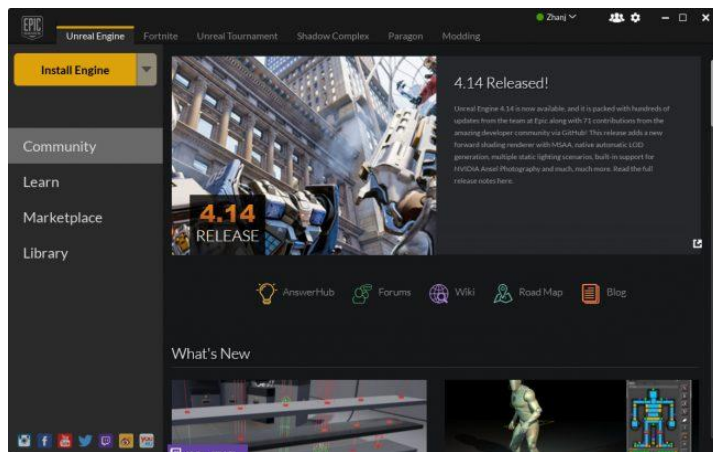 EPIC
Unreal Engine
Fortnite
Unreal Tournament
Shadow Complex
Paragon
Modding
Zhanj
Install Engine
Community
Learn
Marketplace
Library
4.14
RELEASE
4.14 Released!
Unreal Engine 4.14 is now available, and it is packed with hundreds of
updates from the team at Epic along with 71 contributions from the
amazing developer community via GitHub! This release adds a new
forward shading renderer with MSAA, native automatic LOD
generation, multiple static lighting scenarios, built-in support for
NVIDIA Ansel Photography and much, much more. Read the full
release notes here.
AnswerHub
Forums
Wiki
Road Map
Blog
What's New